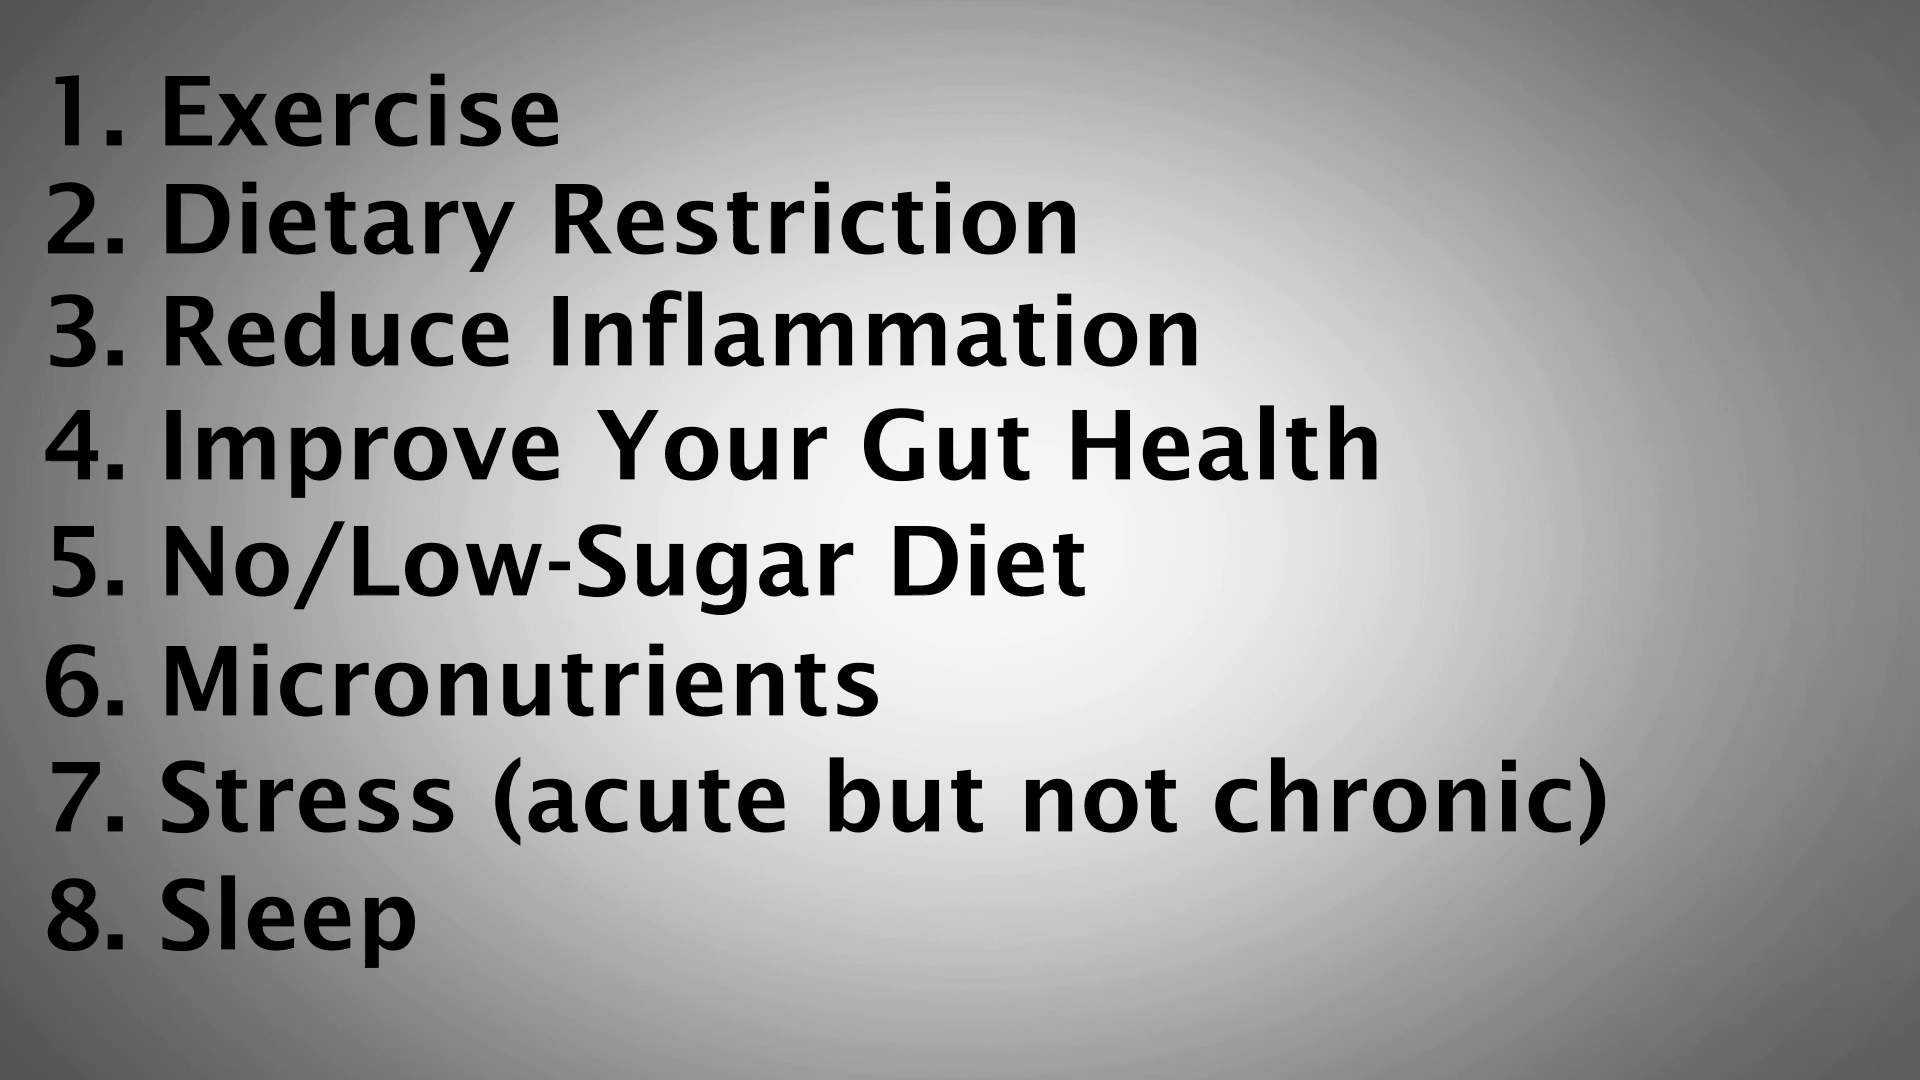 1. Exercise
2. Dietary Restriction
3. Reduce Inflammation
4. Improve Your Gut Health
5. No/Low-Sugar Diet
6. Micronutrients
7. Stress (acute but not chronic)
8. Sleep